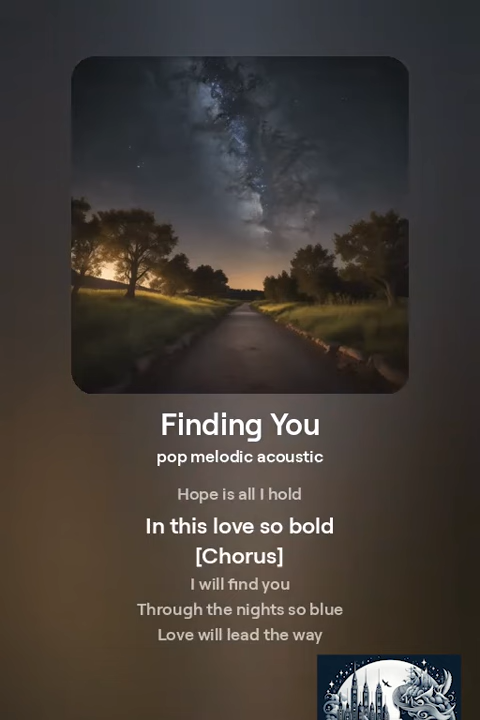 Finding You
pop melodic acoustic
Hope is all I hold
In this love so bold
[Chorus]
I will find you
Through the nights so blue
Love will lead the way